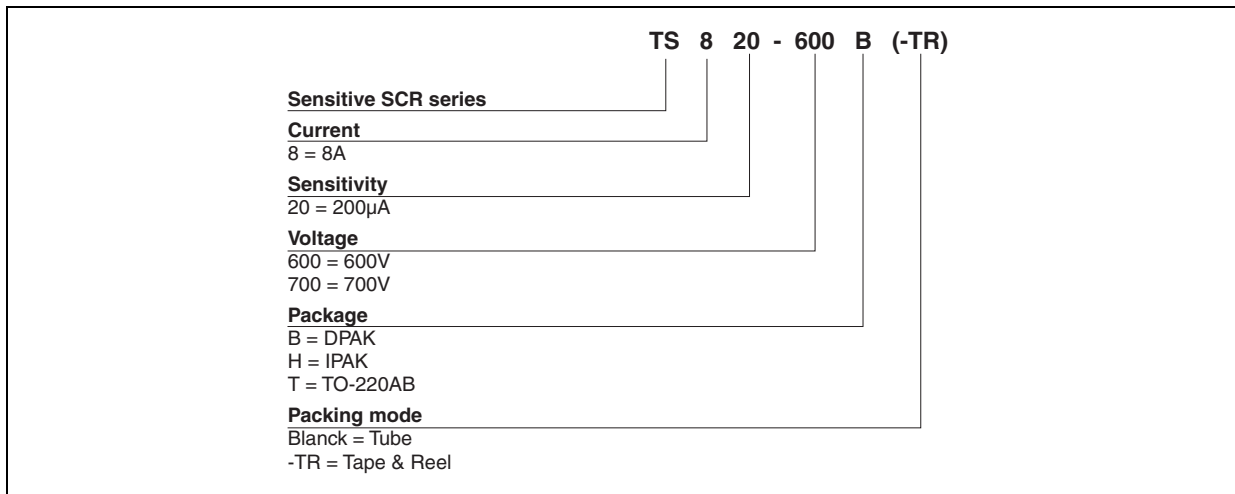 TS 8 20 - 600 B (-TR)
Sensitive SCR series
Current
8 = 8A
Sensitivity
20 = 200µA
Voltage
600 = 600V
700 = 700V
Package
B = DPAK
H = IPAK
T = TO-220AB
Packing mode
Blanck = Tube
-TR = Tape & Reel